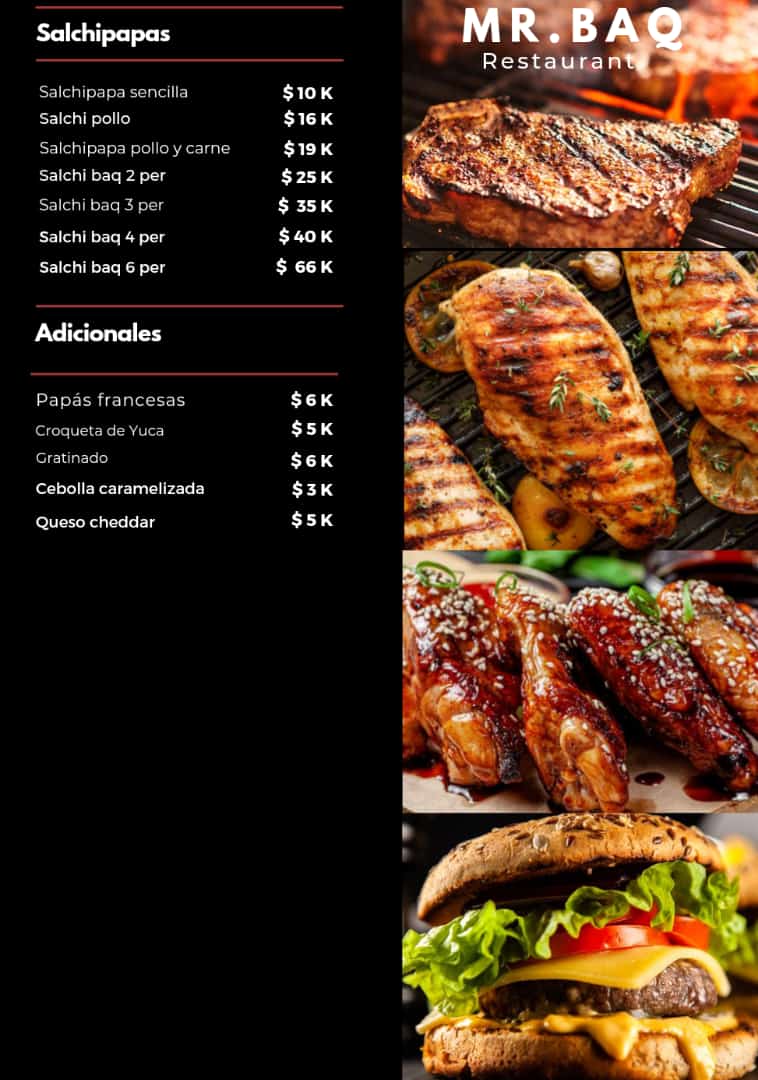 MR.BAQ
Restaurant
Salchipapas
Salchipapa sencilla $10 K
Salchi pollo $16 K
Salchipapa pollo y carne $19 K
Salchi baq 2 per $25 K
Salchi baq 3 per $ 35 K
Salchi baq 4 per $40 K
Salchi baq 6 per $ 66 K
Adicionales
Papás francesas $6 K
Croqueta de Yuca $5 K
Gratinado $6 K
Cebolla caramelizada $3 K
Queso cheddar $5 K